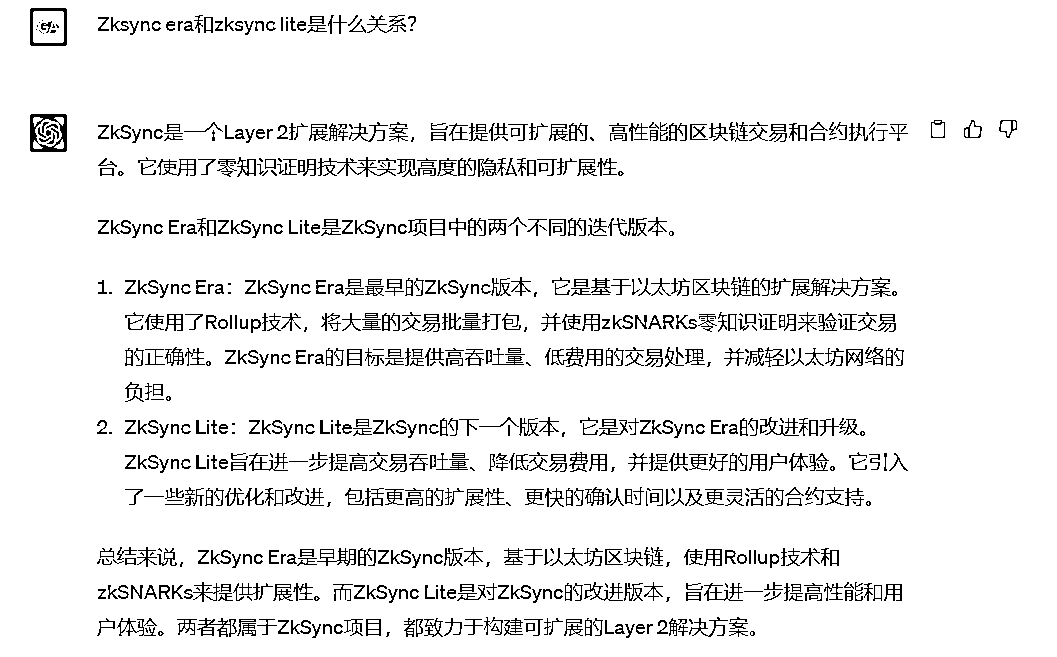 Zksync era和zksync lite是什么关系?
ZkSync是一个Layer 2扩展解决方案，旨在提供可扩展的、高性能的区块链交易和合约执行平
台。它使用了零知识证明技术来实现高度的隐私和可扩展性。
ZkSync Era和ZkSync Lite是ZkSync项目中的两个不同的迭代版本。
1. ZkSync Era：ZkSync Era是最早的ZkSync版本，它是基于以太坊区块链的扩展解决方案。
它使用了Rollup技术，将大量的交易批量打包，并使用zkSNARKs零知识证明来验证交易
的正确性。ZkSync Era的目标是提供高吞吐量、低费用的交易处理，并减轻以太坊网络的
负担。
2. ZkSync Lite：ZkSync Lite是ZkSync的下一个版本，它是对ZkSync Era的改进和升级。
ZkSync Lite旨在进一步提高交易吞吐量、降低交易费用，并提供更好的用户体验。它引入
了一些新的优化和改进，包括更高的扩展性、更快的确认时间以及更灵活的合约支持。
总结来说，ZkSync Era是早期的ZkSync版本，基于以太坊区块链，使用Rollup技术和
zkSNARKs来提供扩展性。而ZkSync Lite是对ZkSync的改进版本，旨在进一步提高性能和用
户体验。两者都属于ZkSync项目，都致力于构建可扩展的Layer 2解决方案。